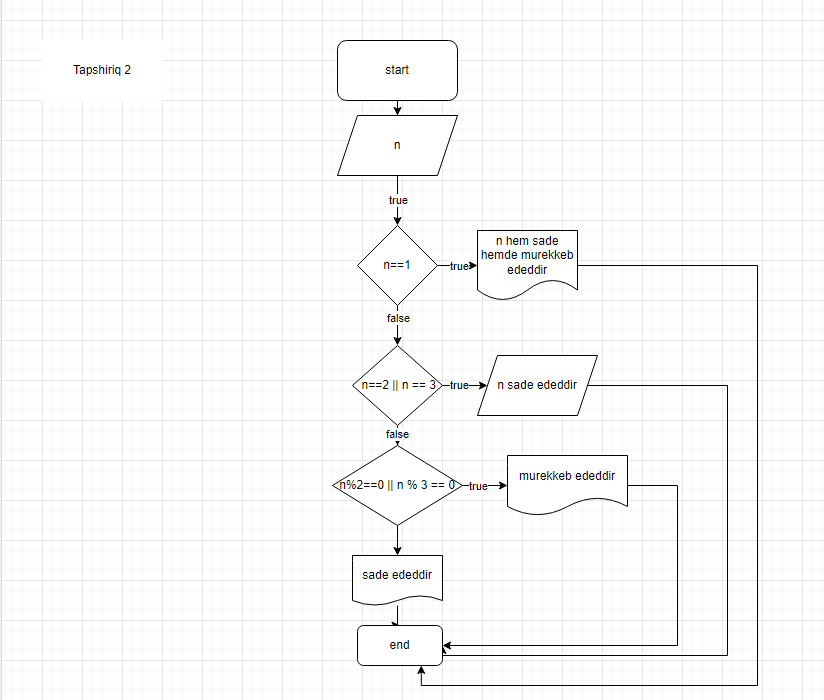 Tapshiriq 2
start
n
true
n==1
true
n hem sade
hemde murekkeb
ededdir
false
n==2 || n == 3
true
n sade ededdir
false
n%2==0 || n % 3 == 0
true
murekkeb ededdir
sade ededdir
end